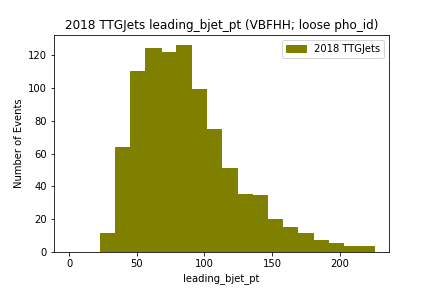 2018 TTGJets leading_bjet_pt (VBFHH; loose pho_id)
2018 TTGJets
120
100
80
60
40
20
0
Number of Events
0 50 100 150 200
leading_bjet_pt